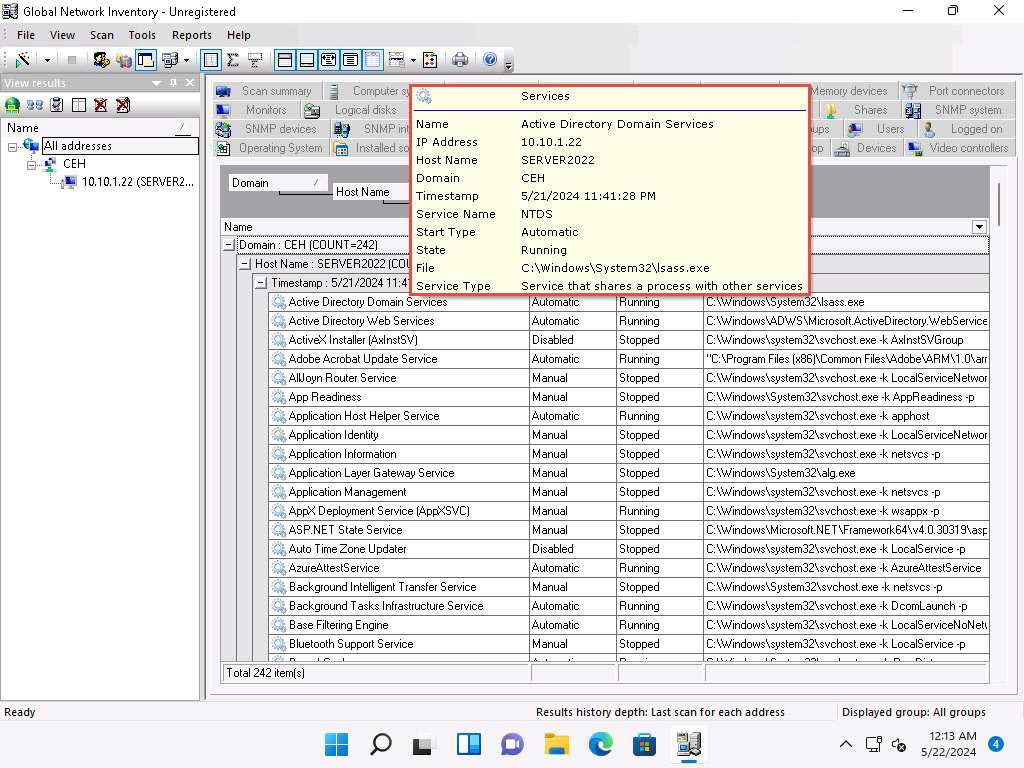 Global Network Inventory - Unregistered
File View Scan Tools Reports Help
View results
Name
All addresses
CEH
10.10.1.22 (SERVER2...
Scan summary Computer sy Memory devices Port connectors
Monitors Logical disks Shares SNMP system
SNMP devices SNMP int ups Users Logged on
Operating System Installed so op Devices Video controllers
Services
Name Active Directory Domain Services
IP Address 10.10.1.22
Host Name SERVER2022
Domain CEH
Timestamp 5/21/2024 11:41:28 PM
Service Name NTDS
Start Type Automatic
State Running
File C:\Windows\System32\lsass.exe
Service Type Service that shares a process with other services
Domain /
Host Name
Name
Domain : CEH (COUNT=242)
Host Name : SERVER2022 (COU
Timestamp : 5/21/2024 11:41
Active Directory Domain Services Automatic Running C:\Windows\System32\lsass.exe
Active Directory Web Services Automatic Running C:\Windows\ADWS\Microsoft.ActiveDirectory.WebService
ActiveX Installer (AxInstSV) Disabled Stopped C:\Windows\system32\svchost.exe -k AxInstSVGroup
Adobe Acrobat Update Service Automatic Running "C:\Program Files (x86)\Common Files\Adobe\ARM\1.0\arm
AllJoyn Router Service Manual Stopped C:\Windows\system32\svchost.exe -k LocalServiceNetwor
App Readiness Manual Stopped C:\Windows\system32\svchost.exe -k AppReadiness -p
Application Host Helper Service Automatic Running C:\Windows\system32\svchost.exe -k apphost
Application Identity Manual Stopped C:\Windows\system32\svchost.exe -k LocalServiceNetwor
Application Information Manual Stopped C:\Windows\system32\svchost.exe -k netsvcs -p
Application Layer Gateway Service Manual Stopped C:\Windows\System32\alg.exe
Application Management Manual Stopped C:\Windows\system32\svchost.exe -k netsvcs -p
AppX Deployment Service (AppXSVC) Manual Running C:\Windows\system32\svchost.exe -k wsappx -p
ASP.NET State Service Manual Stopped C:\Windows\Microsoft.NET\Framework64\v4.0.30319\asp
Auto Time Zone Updater Disabled Stopped C:\Windows\system32\svchost.exe -k LocalService -p
AzureAttestService Automatic Running C:\Windows\system32\svchost.exe -k AzureAttestService
Background Intelligent Transfer Service Manual Stopped C:\Windows\System32\svchost.exe -k netsvcs -p
Background Tasks Infrastructure Service Automatic Running C:\Windows\system32\svchost.exe -k DcomLaunch -p
Base Filtering Engine Automatic Running C:\Windows\system32\svchost.exe -k LocalServiceNoNetw
Bluetooth Support Service Manual Stopped C:\Windows\system32\svchost.exe -k LocalService -p
Total 242 item(s)
Ready Results history depth: Last scan for each address Displayed group: All groups
12:13 AM
5/22/2024
4